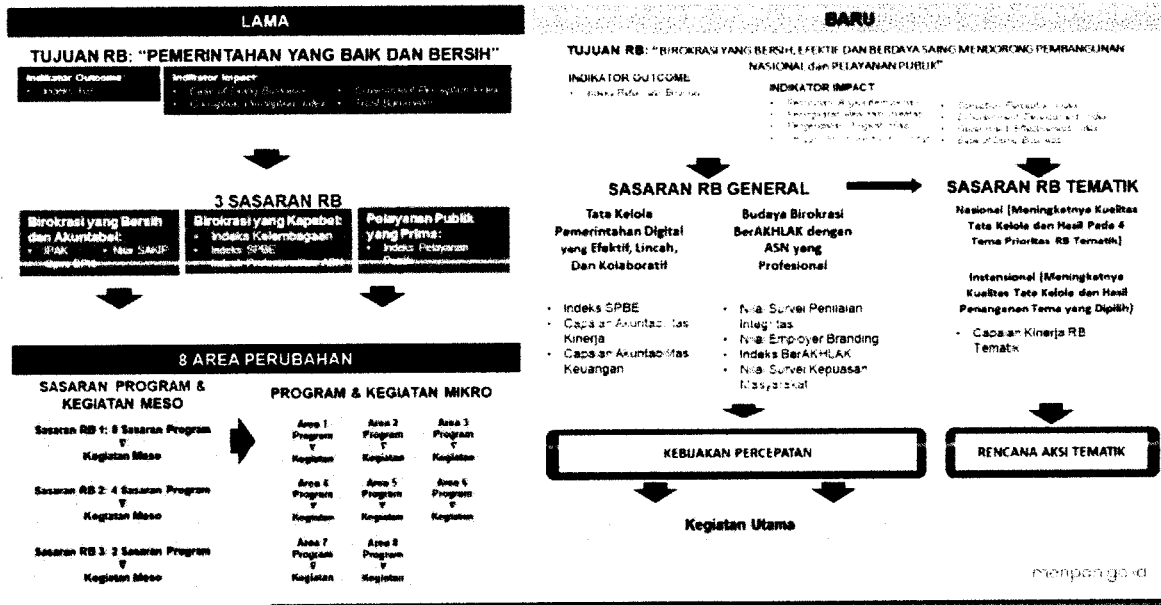 LAMA
TUJUAN RB: “PEMERINTAHAN YANG BAIK DAN BERSIH”
Indikator Outcome
Indikator Impact
3 SASARAN RB
Birokrasi yang Bersih
dan Akuntabel:
• IPAK • Nilai SAKIP
Birokrasi yang Kapabel:
• Indeks Kelembagaan
• Indeks SPBE
Pelayanan Publik
yang Prima:
• Indeks Pelayanan
8 AREA PERUBAHAN
SASARAN PROGRAM &
KEGIATAN MESO
Sasaran RB 1: 8 Sasaran Program
Kegiatan Meso
Sasaran RB 2: 4 Sasaran Program
Kegiatan Meso
Sasaran RB 3: 2 Sasaran Program
Kegiatan Meso
PROGRAM & KEGIATAN MIKRO
Area 1 Area 2 Area 3
Program Program Program
Kegiatan Kegiatan Kegiatan
Area 4 Area 5 Area 6
Program Program Program
Kegiatan Kegiatan Kegiatan
Area 7 Area 8
Program Program
Kegiatan Kegiatan
BARU
TUJUAN RB: “BIROKRASI YANG BERSIH, EFEKTIF DAN BERDAYA SAING MENDORONG PEMBANGUNAN
NASIONAL dan PELAYANAN PUBLIK”
INDIKATOR OUTCOME
INDIKATOR IMPACT
SASARAN RB GENERAL
Tata Kelola
Pemerintahan Digital
yang Efektif, Lincah,
Dan Kolaboratif
• Indeks SPBE
• Capaian Akuntabilitas
Kinerja
• Capaian Akuntabilitas
Keuangan
Budaya Birokrasi
BerAKHLAK dengan
ASN yang
Profesional
• Nilai Survei Penilaian
Integritas
• Nilai Employer Branding
• Indeks BerAKHLAK
• Nilai Survei Kepuasan
Masyarakat
SASARAN RB TEMATIK
Nasional (Meningkatnya Kualitas
Tata Kelola dan Hasil Pada 4
Tema Prioritas RB Tematik)
Instansional (Meningkatnya
Kualitas Tata Kelola dan Hasil
Penanganan Tema yang Dipilih)
• Capaian Kinerja RB
Tematik
KEBIJAKAN PERCEPATAN
RENCANA AKSI TEMATIK
Kegiatan Utama
menpan.go.id